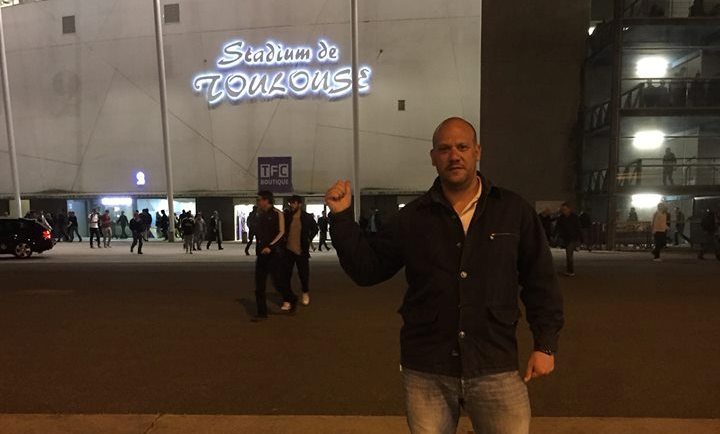 Stadium de
TOULOUSE
TFC
BOUTIQUE